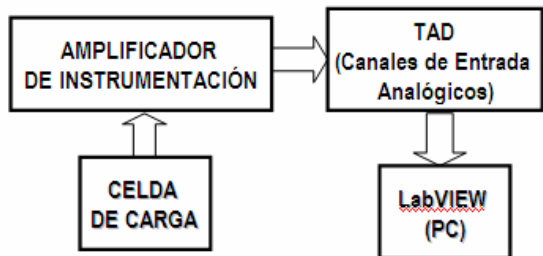 AMPLIFICADOR
DE INSTRUMENTACIÓN
TAD
(Canales de Entrada
Analógicos)
CELDA
DE CARGA
LabVIEW
(PC)